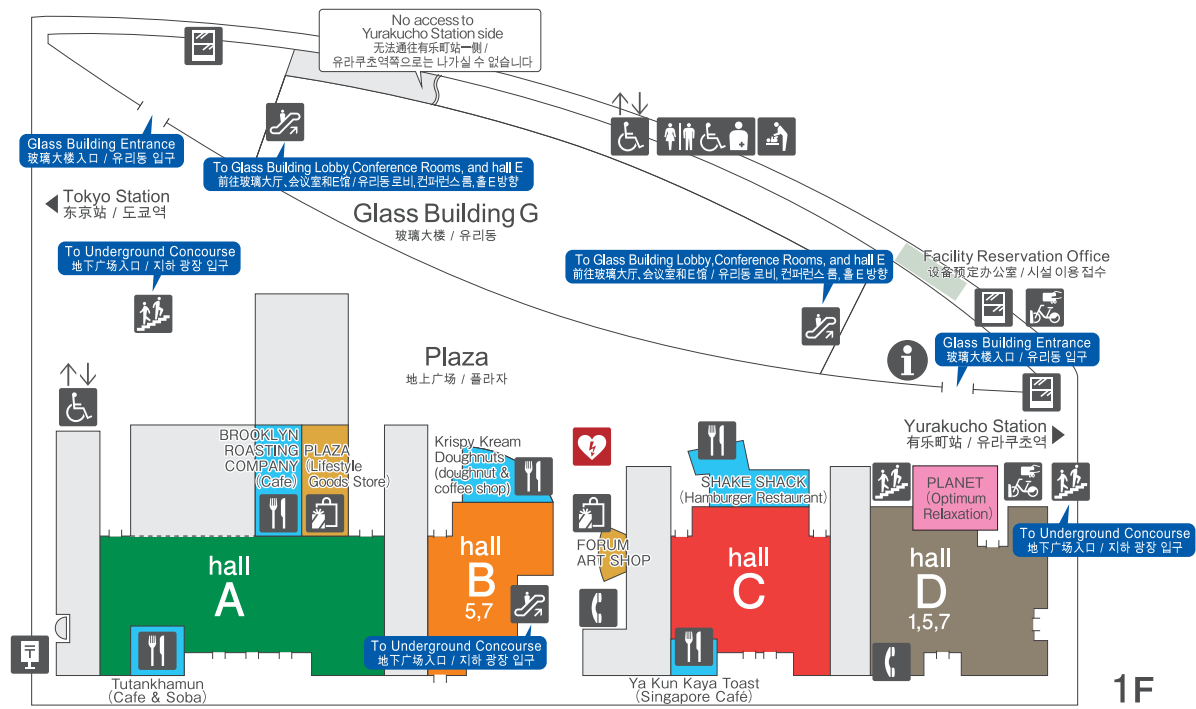 No access to
Yurakucho Station side
无法通往有乐町站一侧 /
유라쿠초역쪽으로는 나가실 수 없습니다
Glass Building Entrance
玻璃大楼入口 / 유리동 입구
To Glass Building Lobby,Conference Rooms, and hall E
前往玻璃大厅、会议室和E馆 / 유리동 로비, 컨퍼런스 룸, 홀 E 방향
Tokyo Station
东京站 / 도쿄역
Glass Building G
玻璃大楼 / 유리동
To Underground Concourse
地下广场入口 / 지하 광장 입구
To Glass Building Lobby,Conference Rooms, and hall E
前往玻璃大厅、会议室和E馆 / 유리동 로비, 컨퍼런스 룸, 홀 E 방향
Facility Reservation Office
设备预定办公室 / 시설 이용 접수
Glass Building Entrance
玻璃大楼入口 / 유리동 입구
Plaza
地上广场 / 플라자
Yurakucho Station
有乐町站 / 유라쿠초역
BROOKLYN
ROASTING
COMPANY
(Cafe)
PLAZA
(Lifestyle
Goods Store)
Krispy Kream
Doughnuts
(doughnut &
coffee shop)
SHAKE SHACK
(Hamburger Restaurant)
PLANET
(Optimum
Relaxation)
To Underground Concourse
地下广场入口 / 지하 광장 입구
FORUM
ART SHOP
hall
A
hall
B
5,7
hall
C
hall
D
1,5,7
To Underground Concourse
地下广场入口 / 지하 광장 입구
Tutankhamun
(Cafe & Soba)
Ya Kun Kaya Toast
(Singapore Café)
1F